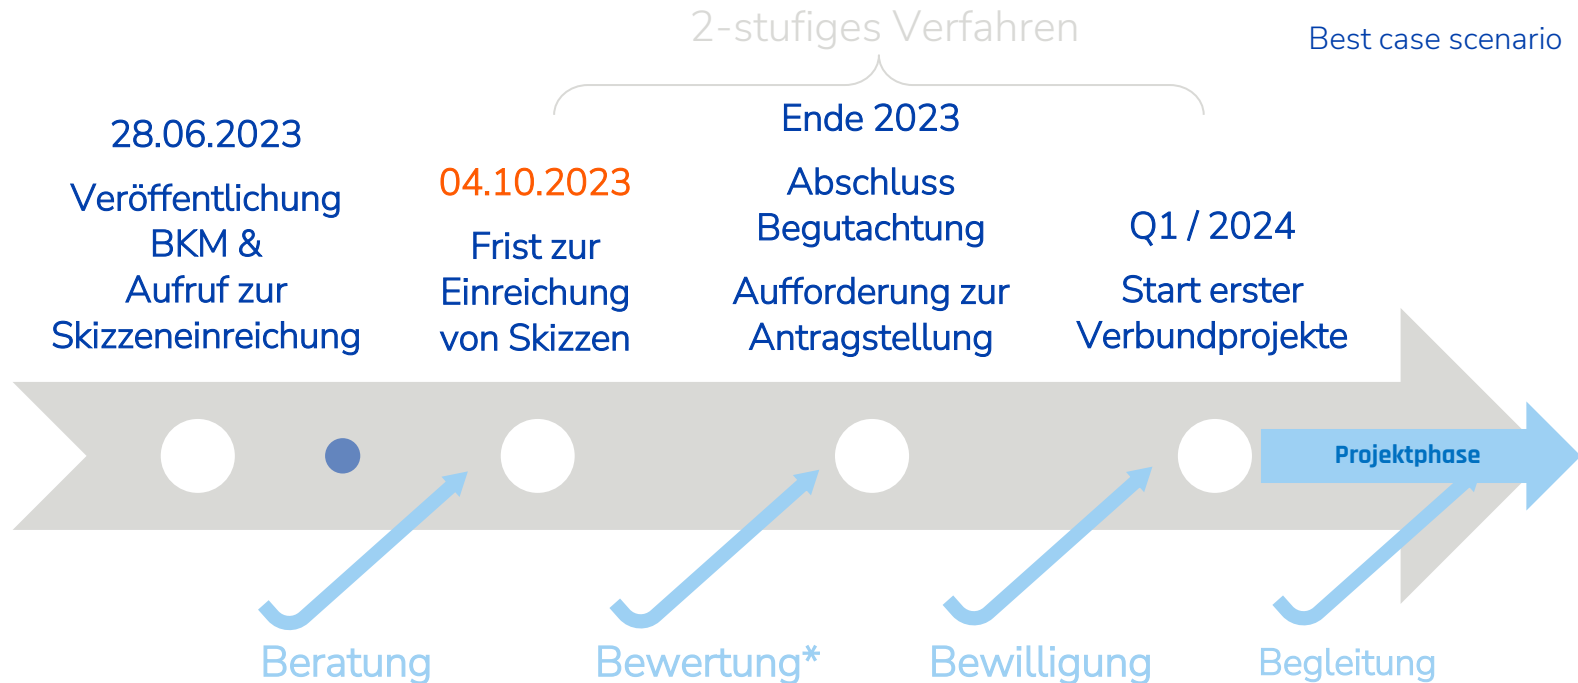 2-stufiges Verfahren
Best case scenario
28.06.2023
Veröffentlichung
BKM &
Aufruf zur
Skizzeneinreichung
04.10.2023
Frist zur
Einreichung
von Skizzen
Ende 2023
Abschluss
Begutachtung
Aufforderung zur
Antragstellung
Q1 / 2024
Start erster
Verbundprojekte
Projektphase
Beratung
Bewertung*
Bewilligung
Begleitung